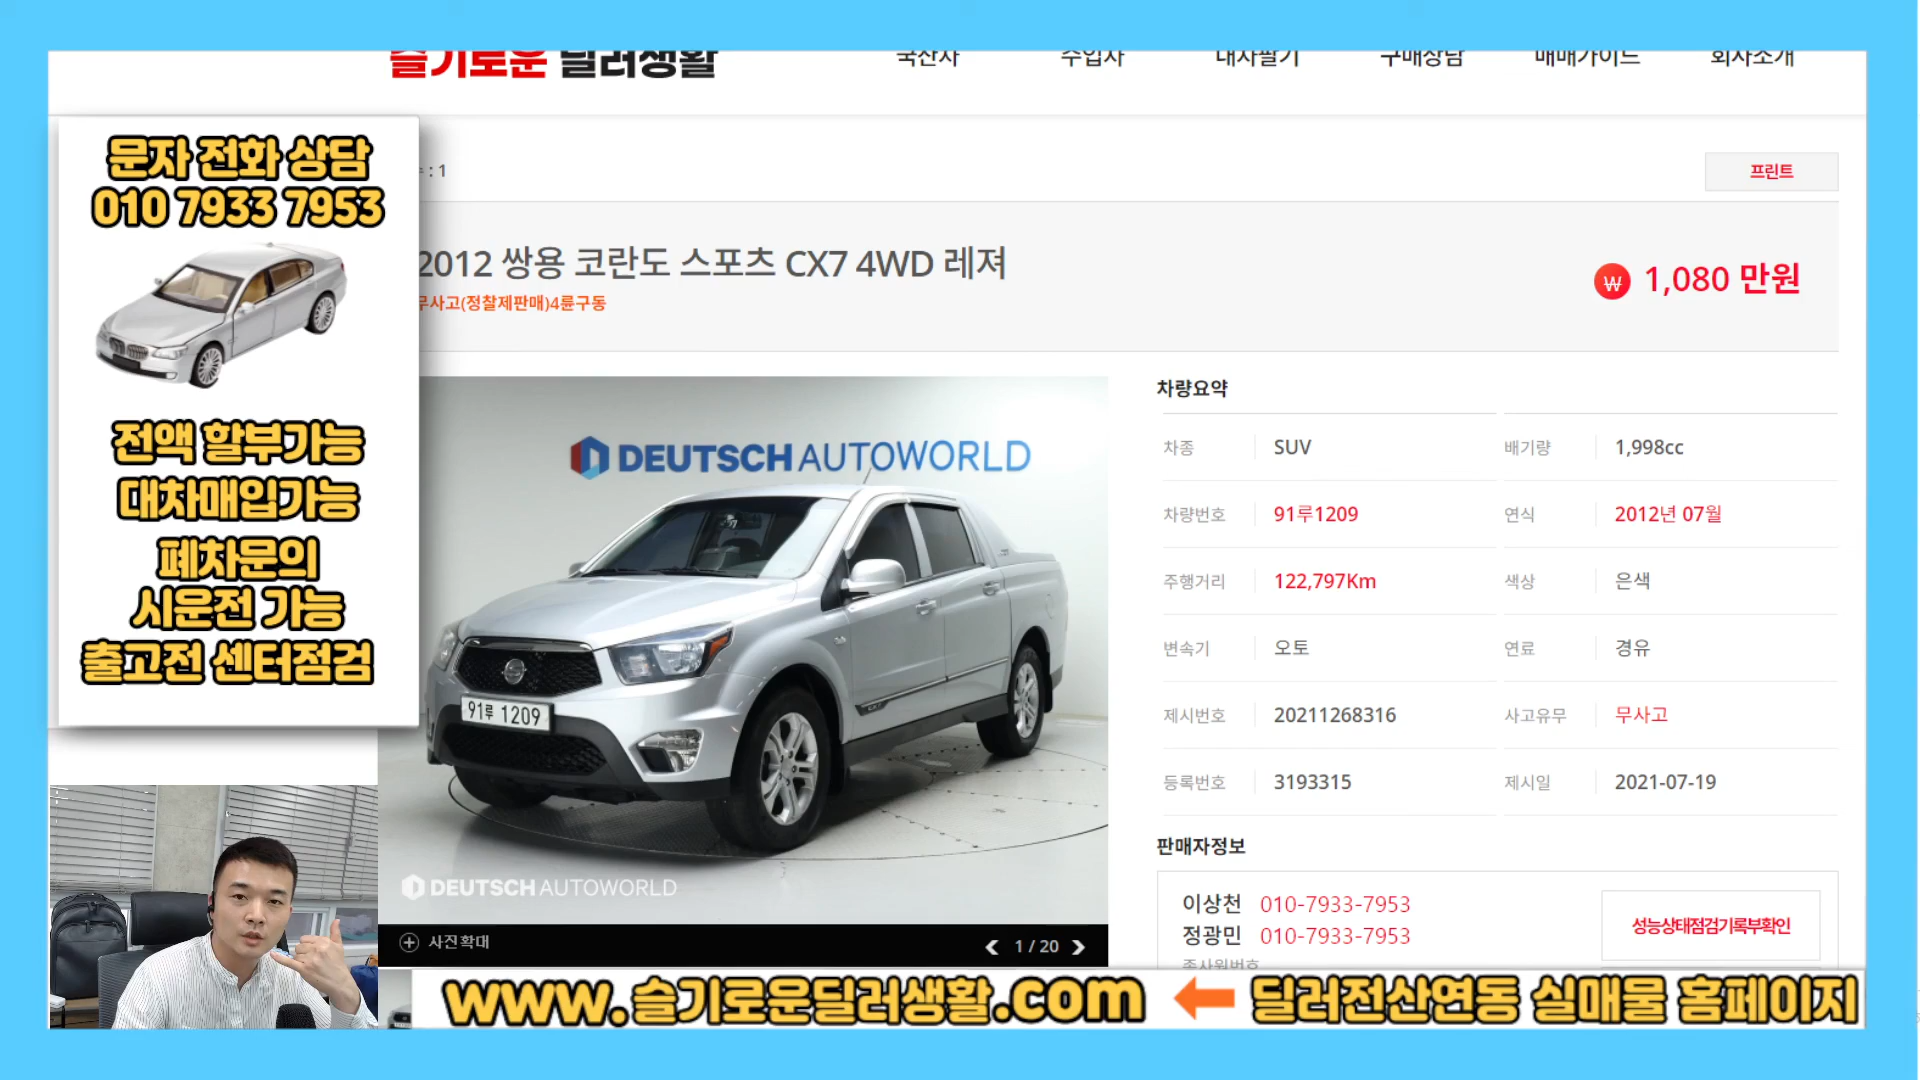 슬기로운 딜러생활
국산차
수입차
내차팔기
구매상담
매매가이드
회사소개
문자 전화 상담
010 7933 7953
전액 할부가능
대차매입가능
폐차문의
시운전 가능
출고전 센터점검
: 1
프린트
2012 쌍용 코란도 스포츠 CX7 4WD 레져
무사고(정찰제판매)4륜구동
₩ 1,080 만원
DEUTSCH AUTOWORLD
91루 1209
DEUTSCH AUTOWORLD
사진확대
1 / 20
차량요약
차종 SUV 배기량 1,998cc
차량번호 91루1209 연식 2012년 07월
주행거리 122,797Km 색상 은색
변속기 오토 연료 경유
제시번호 20211268316 사고유무 무사고
등록번호 3193315 제시일 2021-07-19
판매자정보
이상천 010-7933-7953
정광민 010-7933-7953
종사원번호
성능상태점검기록부확인
www.슬기로운딜러생활.com ← 딜러전산연동 실매물 홈페이지